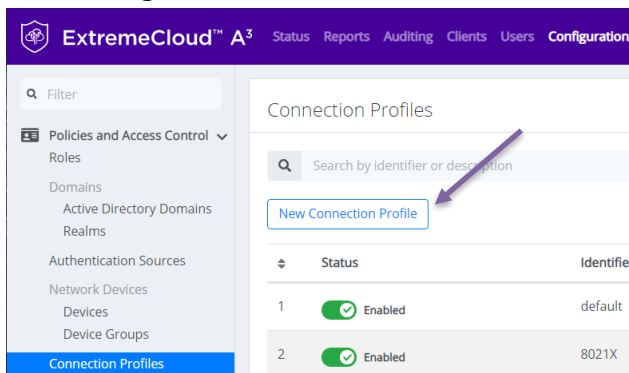 ExtremeCloud™ A³ Status Reports Auditing Clients Users Configuration
Filter
Policies and Access Control
Roles
Domains
Active Directory Domains
Realms
Authentication Sources
Network Devices
Devices
Device Groups
Connection Profiles
Connection Profiles
Search by identifier or description
New Connection Profile
Status Identifie
1 Enabled default
2 Enabled 8021X